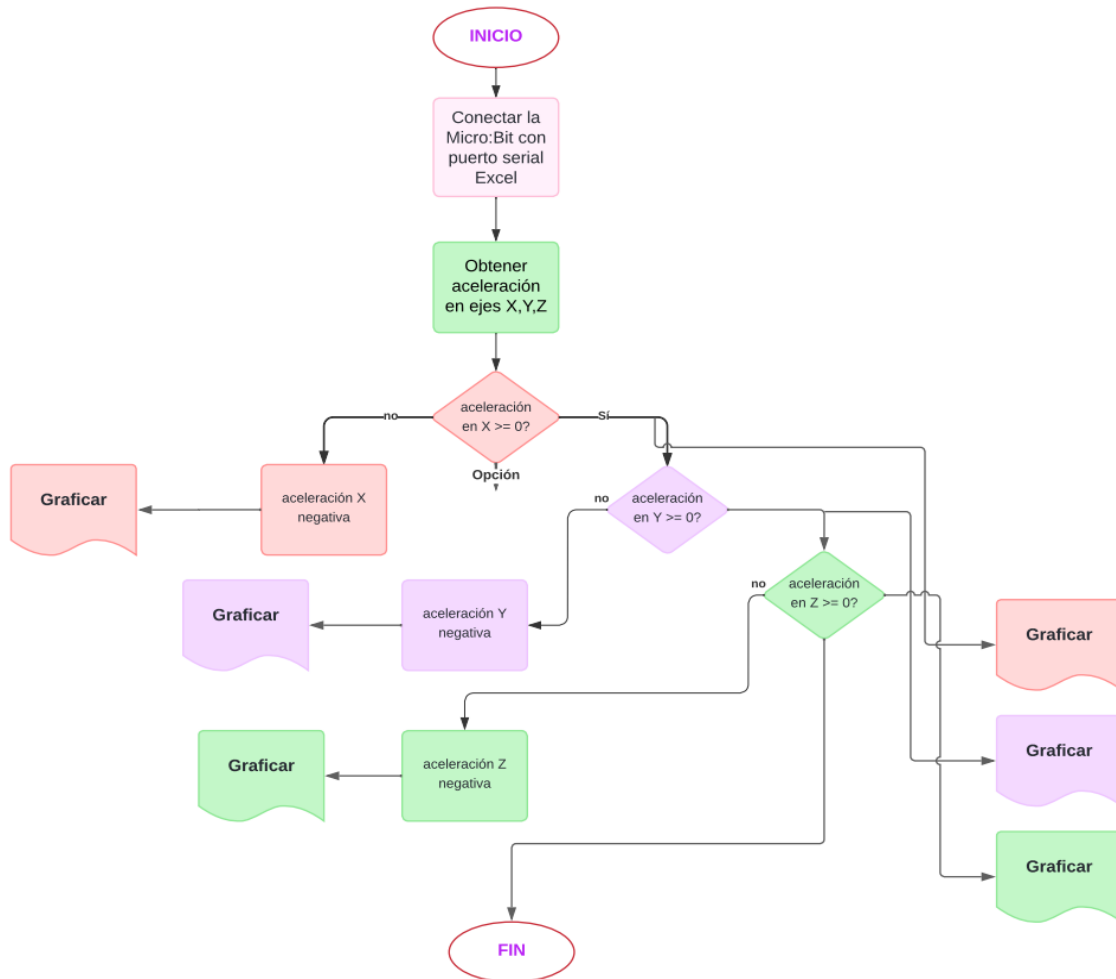 INICIO
Conectar la
Micro:Bit con
puerto serial
Excel
Obtener
aceleración
en ejes X,Y,Z
aceleración
en X >= 0?
no
Sí
Opción
Graficar
aceleración X
negativa
no
aceleración
en Y >= 0?
Graficar
aceleración Y
negativa
no
aceleración
en Z >= 0?
Graficar
Graficar
Graficar
aceleración Z
negativa
Graficar
FIN